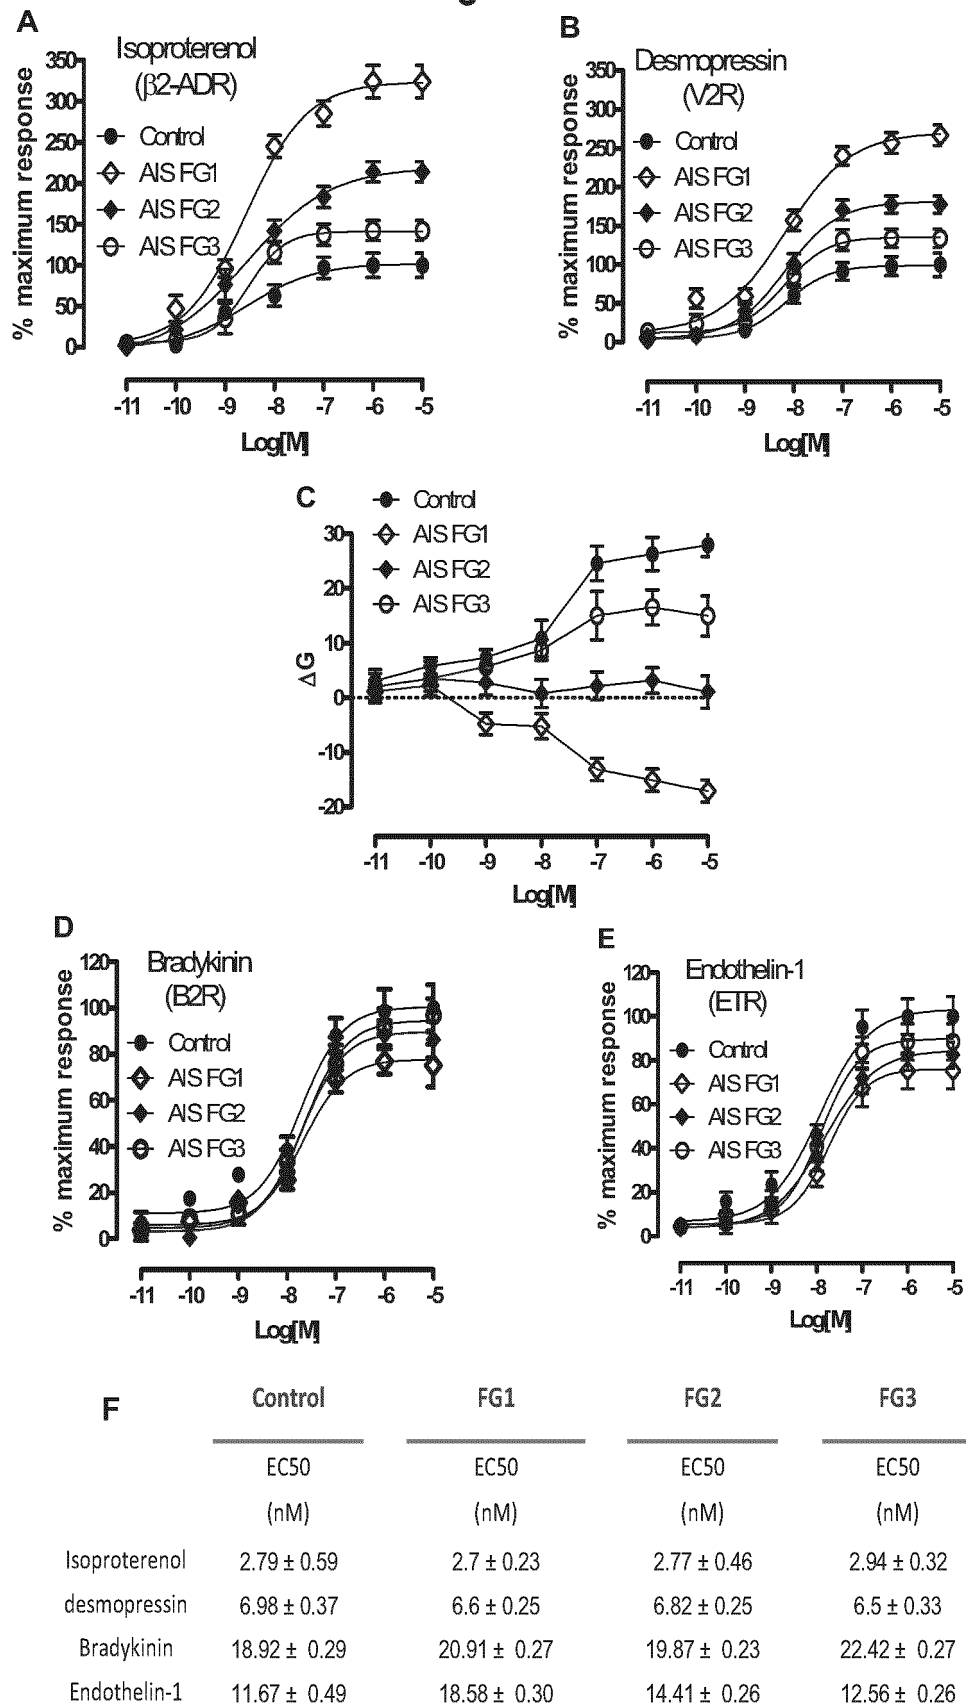 A
Isoproterenol
(β2-ADR)
% maximum response
350
300
250
200
150
100
50
0
Control
AIS FG1
AIS FG2
AIS FG3
-11 -10 -9 -8 -7 -6 -5
Log[M]
B
Desmopressin
(V2R)
% maximum response
350
300
250
200
150
100
50
0
Control
AIS FG1
AIS FG2
AIS FG3
-11 -10 -9 -8 -7 -6 -5
Log[M]
C
Control
AIS FG1
AIS FG2
AIS FG3
ΔG
30
20
10
0
-10
-20
-11 -10 -9 -8 -7 -6 -5
Log[M]
D
Bradykinin
(B2R)
% maximum response
120
100
80
60
40
20
0
Control
AIS FG1
AIS FG2
AIS FG3
-11 -10 -9 -8 -7 -6 -5
Log[M]
E
Endothelin-1
(ETR)
% maximum response
120
100
80
60
40
20
0
Control
AIS FG1
AIS FG2
AIS FG3
-11 -10 -9 -8 -7 -6 -5
Log[M]
F
Control FG1 FG2 FG3
EC50 EC50 EC50 EC50
(nM) (nM) (nM) (nM)
Isoproterenol 2.79 ± 0.59 2.7 ± 0.23 2.77 ± 0.46 2.94 ± 0.32
desmopressin 6.98 ± 0.37 6.6 ± 0.25 6.82 ± 0.25 6.5 ± 0.33
Bradykinin 18.92 ± 0.29 20.91 ± 0.27 19.87 ± 0.23 22.42 ± 0.27
Endothelin-1 11.67 ± 0.49 18.58 ± 0.30 14.41 ± 0.26 12.56 ± 0.26